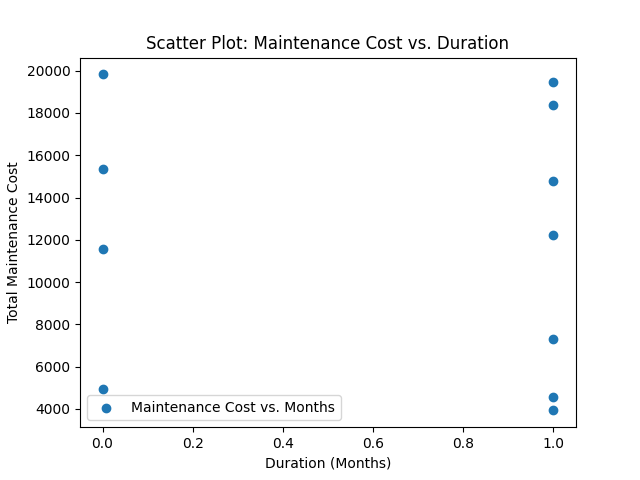 Scatter Plot: Maintenance Cost vs. Duration
Total Maintenance Cost
20000
18000
16000
14000
12000
10000
8000
6000
4000
Maintenance Cost vs. Months
0.0 0.2 0.4 0.6 0.8 1.0
Duration (Months)